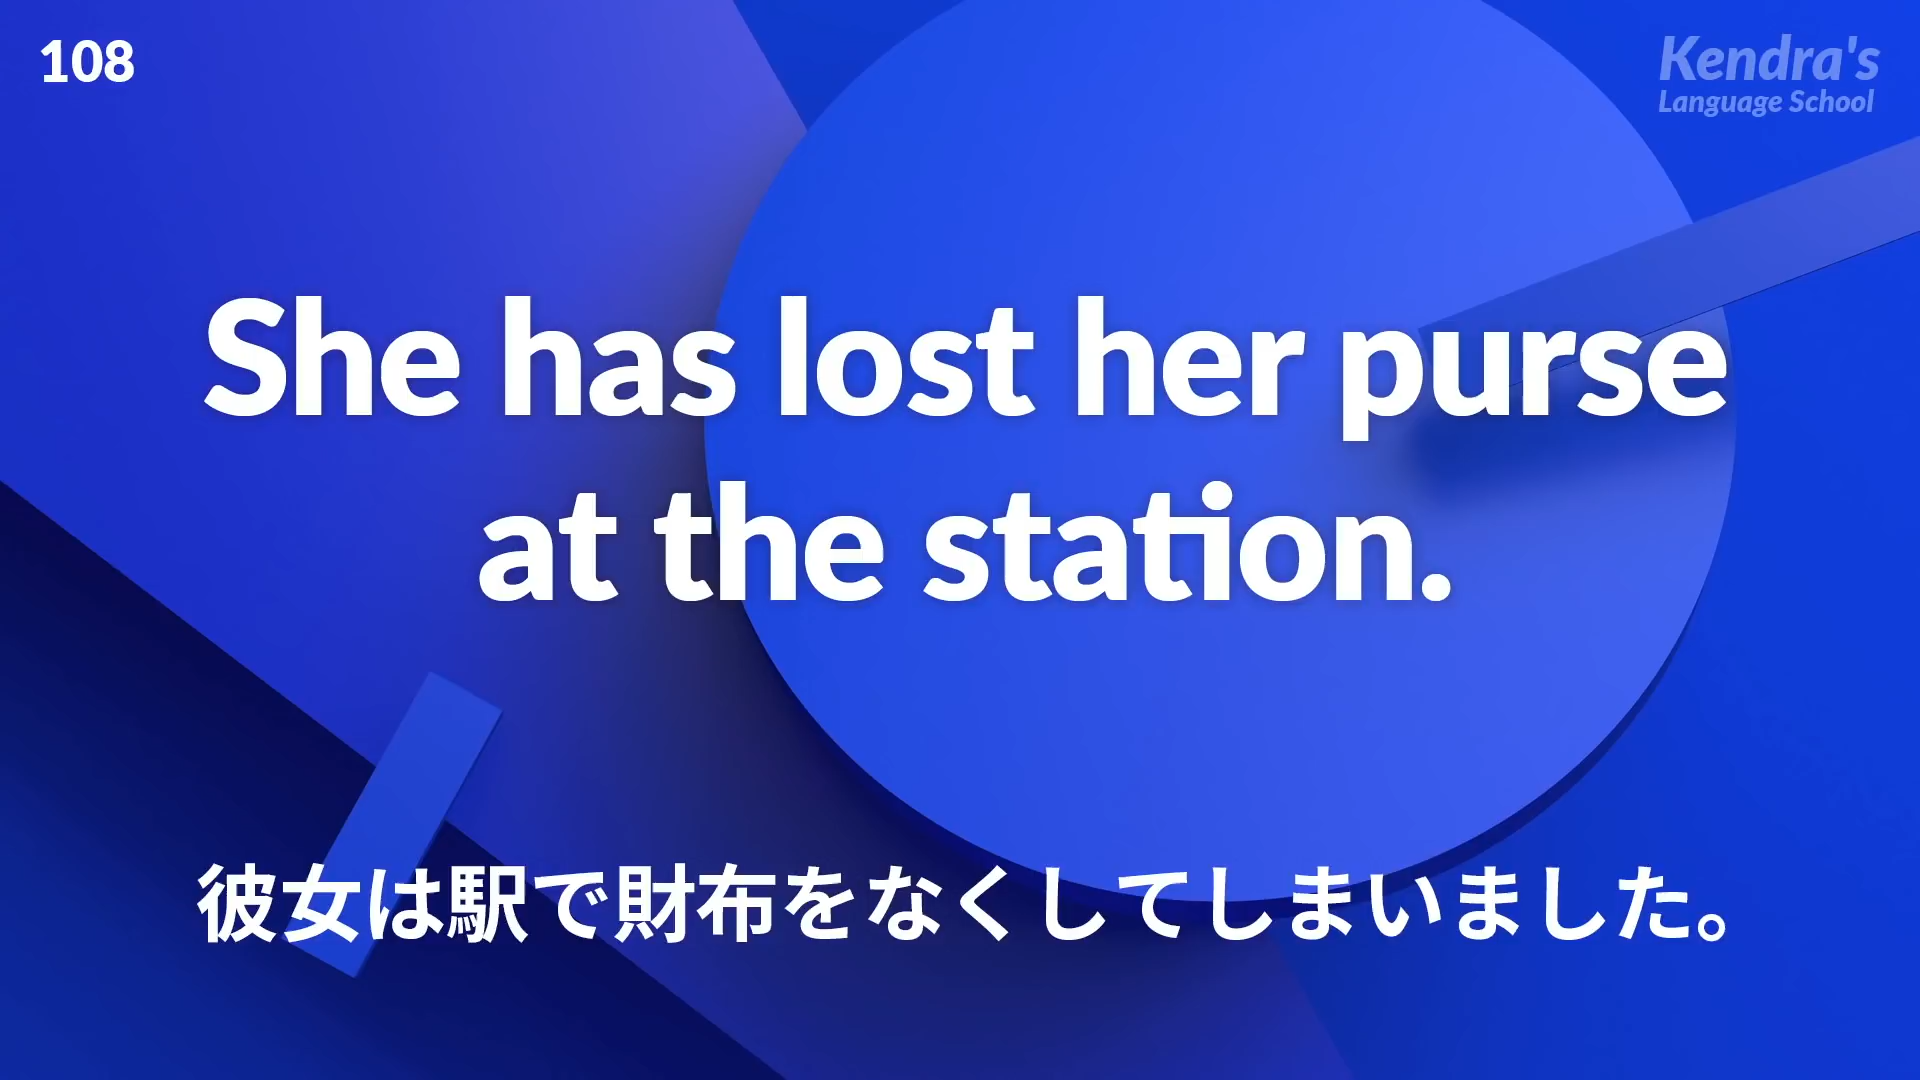 108
Kendra's
Language School
She has lost her purse
at the station.
彼女は駅で財布をなくしてしまいました。